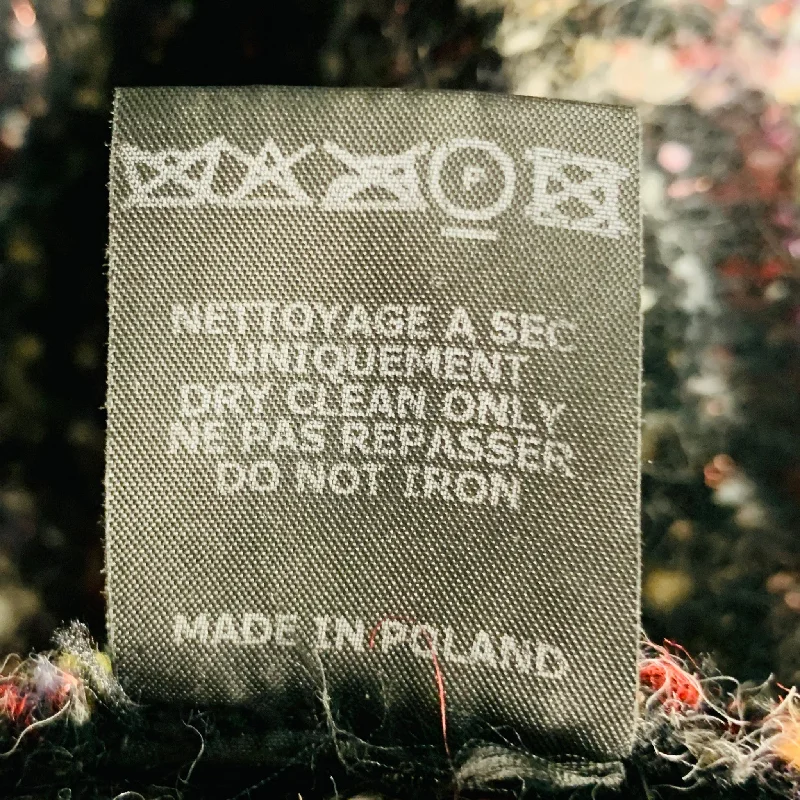 F
NETTOYAGE A SEC
UNIQUEMENT
DRY CLEAN ONLY
NE PAS REPASSER
DO NOT IRON
MADE IN POLAND